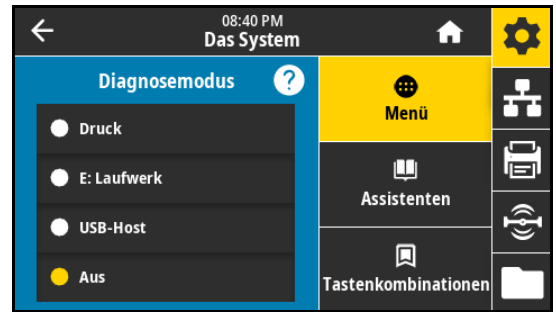 08:40 PM
Das System
Diagnosemodus ?
Druck
E: Laufwerk
USB-Host
Aus
Menü
Assistenten
Tastenkombinationen